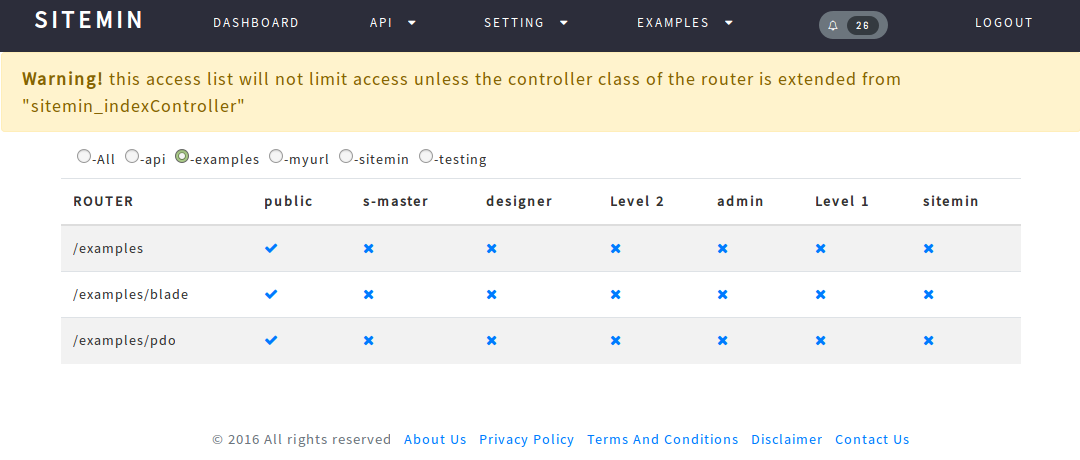 SITEMIN DASHBOARD API SETTING EXAMPLES 26 LOGOUT
Warning! this access list will not limit access unless the controller class of the router is extended from
"sitemin_indexController"
-All -api -examples -myurl -sitemin -testing
ROUTER public s-master designer Level 2 admin Level 1 sitemin
/examples
/examples/blade
/examples/pdo
© 2016 All rights reserved About Us Privacy Policy Terms And Conditions Disclaimer Contact Us